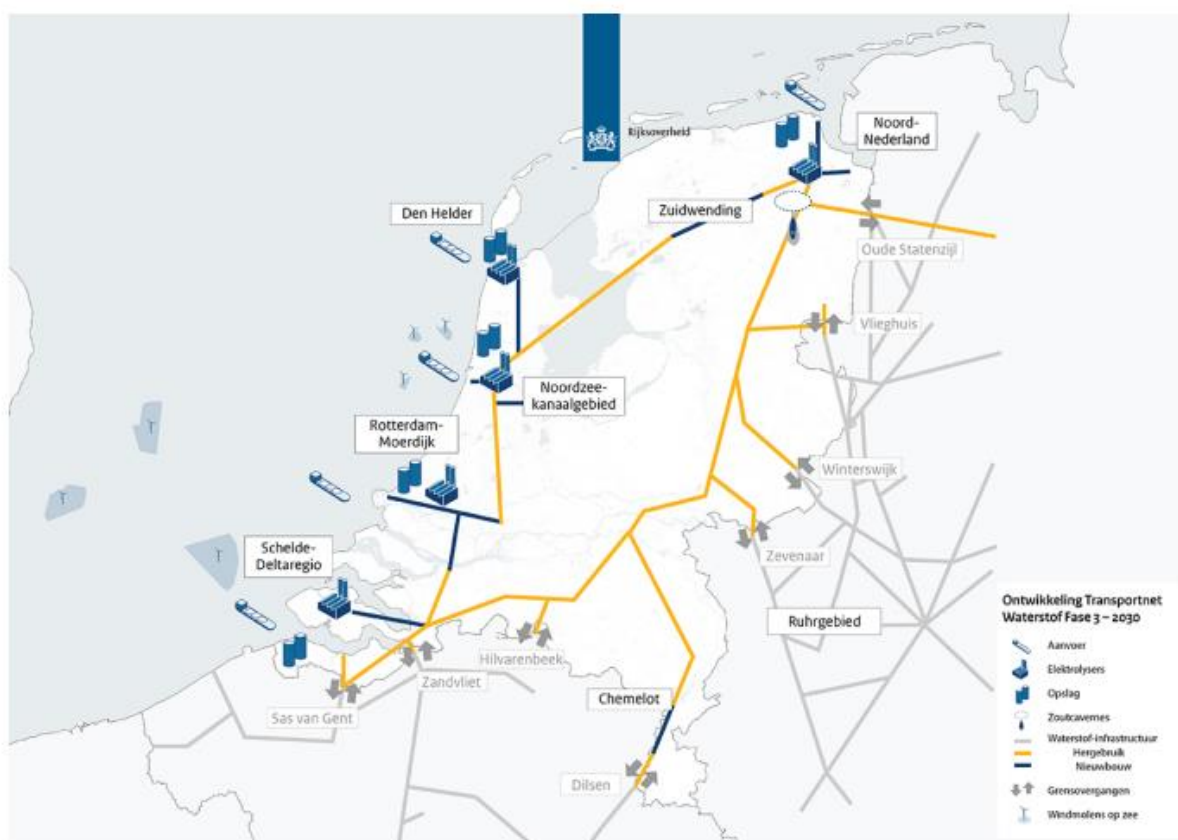 Rijksoverheid
Noord-
Nederland
Den Helder
Zuidwending
Oude Statenzijl
Vlieghuis
Noordzee-
kanaalgebied
Rotterdam-
Moerdijk
Winterswijk
Zevenaar
Schelde-
Deltaregio
Ruhrgebied
Hilvarenbeek
Zandvliet
Chemelot
Sas van Gent
Dilsen
Ontwikkeling Transportnet
Waterstof Fase 3 – 2030
Aanvoer
Elektrolysers
Opslag
Zoutcavernes
Waterstof-infrastructuur
Hergebruik
Nieuwbouw
Grensovergangen
Windmolens op zee